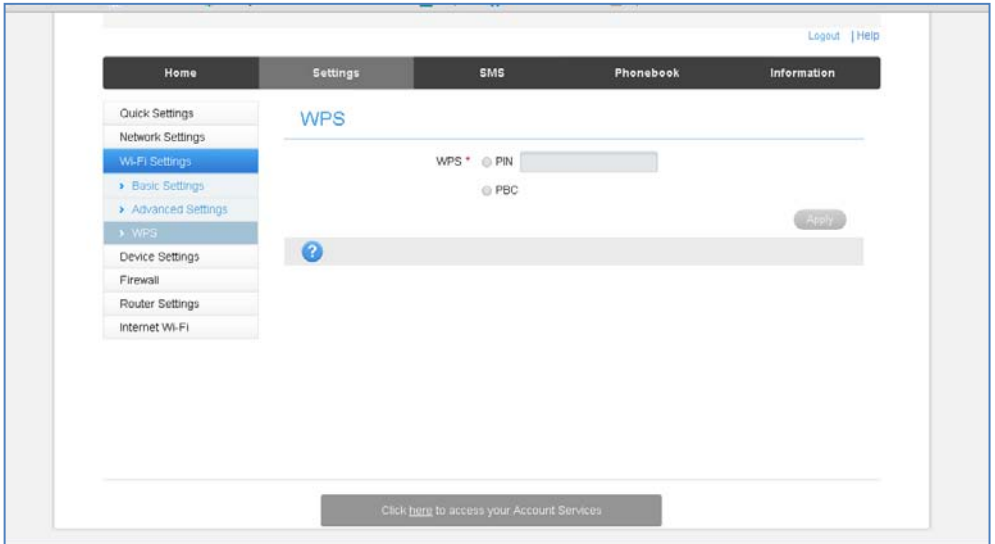 Logout | Help
Home Settings SMS Phonebook Information
Quick Settings
Network Settings
Wi-Fi Settings
Basic Settings
Advanced Settings
WPS
Device Settings
Firewall
Router Settings
Internet Wi-Fi
WPS
WPS * PIN
PBC
Apply
?
Click here to access your Account Services